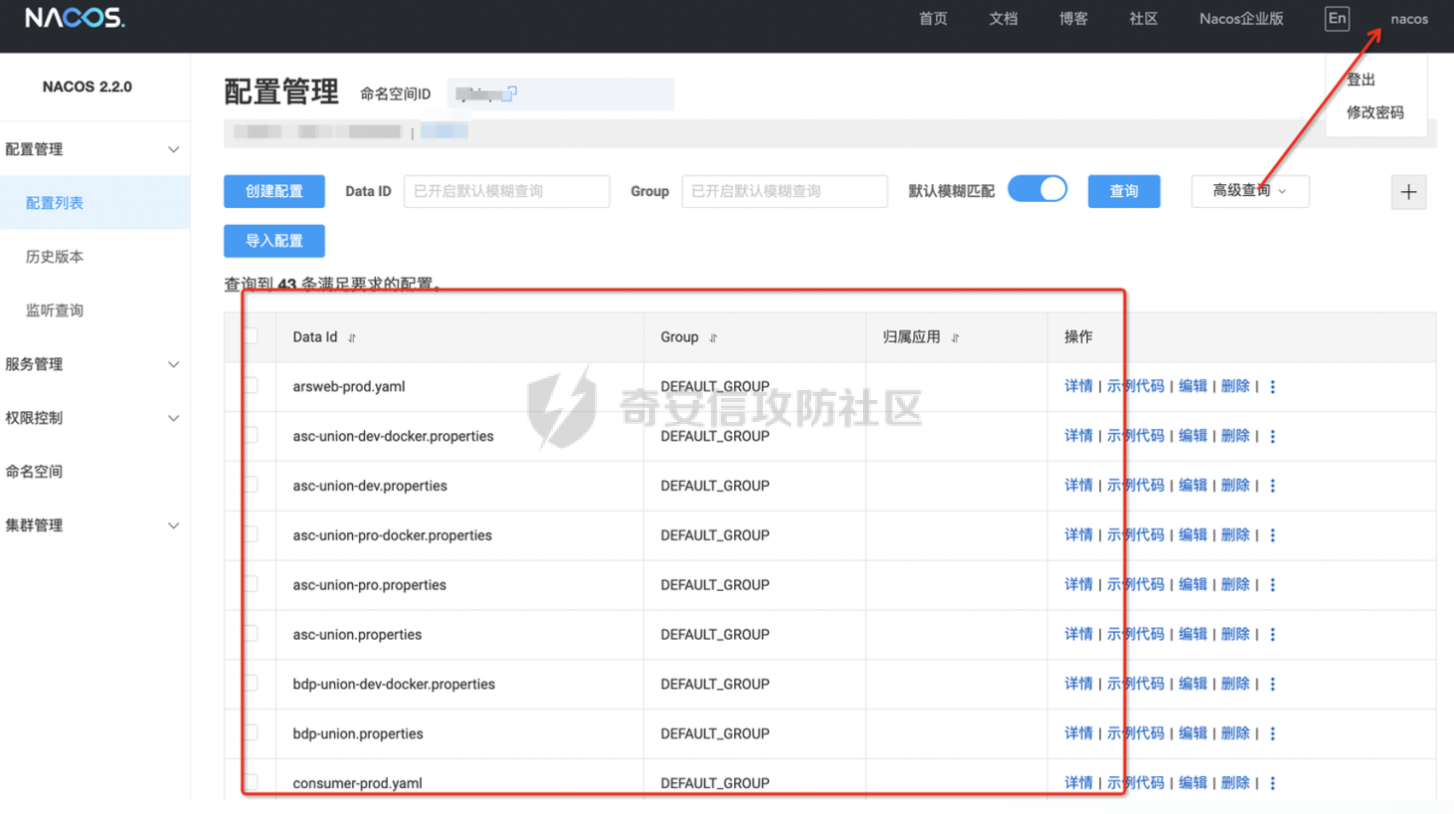 NACOS.
首页 文档 博客 社区 Nacos企业版 En nacos
登出
修改密码
NACOS 2.2.0
配置管理
配置列表
历史版本
监听查询
服务管理
权限控制
命名空间
集群管理
配置管理 命名空间ID
|
创建配置 Data ID 已开启默认模糊查询 Group 已开启默认模糊查询 默认模糊匹配 查询 高级查询
导入配置
查询到 43 条满足要求的配置。
Data Id Group 归属应用 操作
arsweb-prod.yaml DEFAULT_GROUP 详情 | 示例代码 | 编辑 | 删除 |
asc-union-dev-docker.properties DEFAULT_GROUP 详情 | 示例代码 | 编辑 | 删除 |
asc-union-dev.properties DEFAULT_GROUP 详情 | 示例代码 | 编辑 | 删除 |
asc-union-pro-docker.properties DEFAULT_GROUP 详情 | 示例代码 | 编辑 | 删除 |
asc-union-pro.properties DEFAULT_GROUP 详情 | 示例代码 | 编辑 | 删除 |
asc-union.properties DEFAULT_GROUP 详情 | 示例代码 | 编辑 | 删除 |
bdp-union-dev-docker.properties DEFAULT_GROUP 详情 | 示例代码 | 编辑 | 删除 |
bdp-union.properties DEFAULT_GROUP 详情 | 示例代码 | 编辑 | 删除 |
consumer-prod.yaml DEFAULT_GROUP 详情 | 示例代码 | 编辑 | 删除 |
奇安信攻防社区